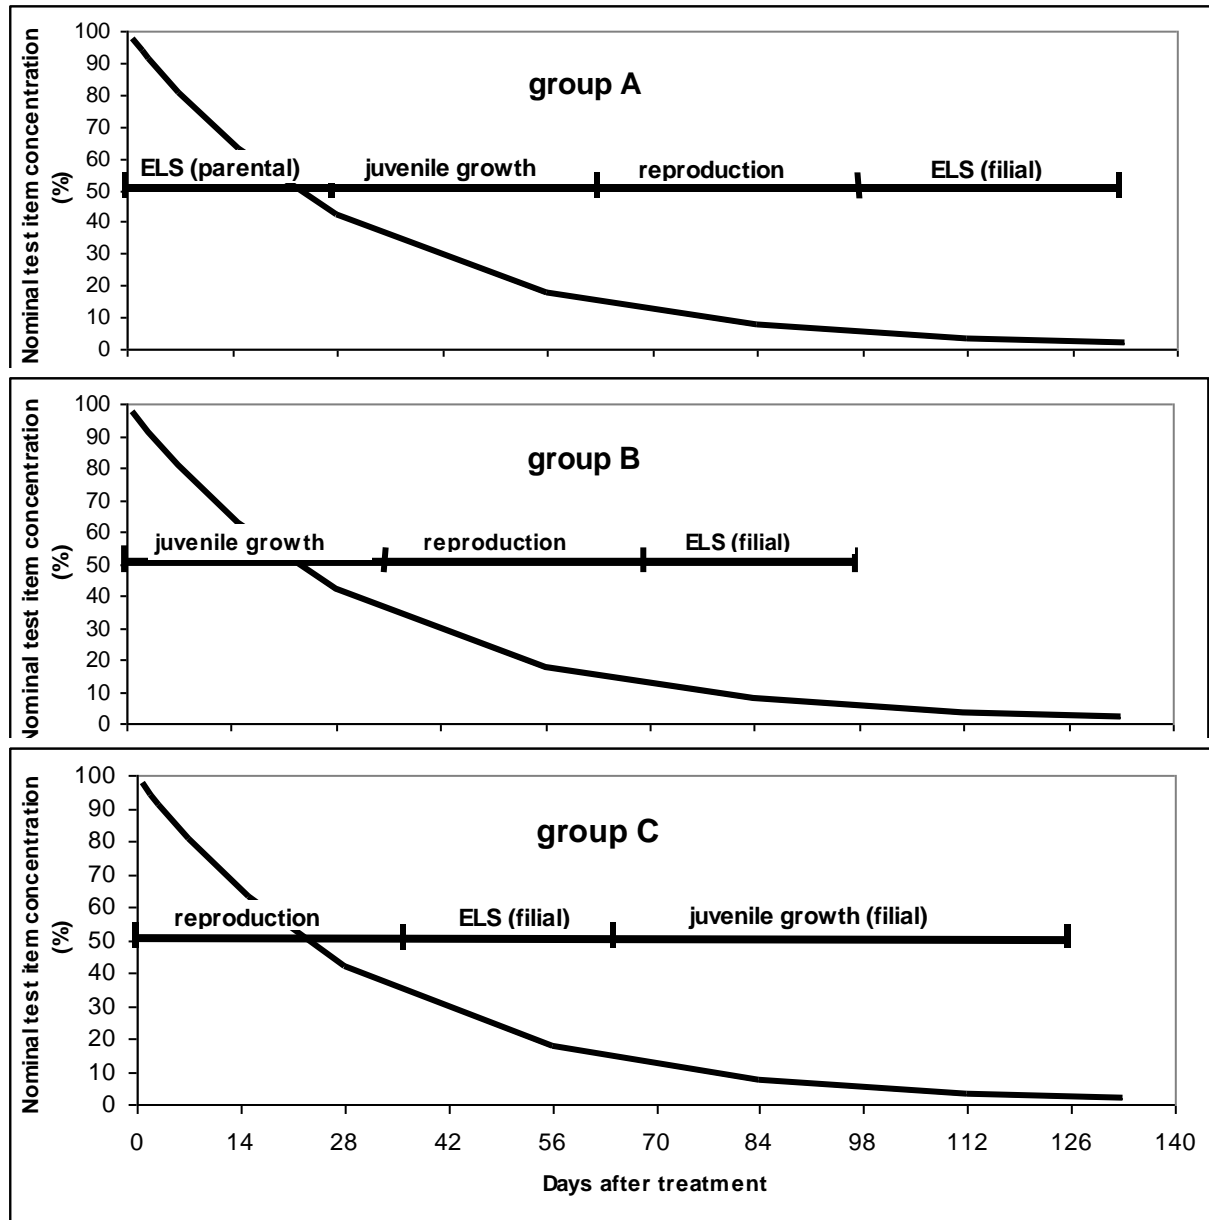 Nominal test item concentration
(%)
100
90
80
70
60
50
40
30
20
10
0
group A
ELS (parental)
juvenile growth
reproduction
ELS (filial)
Nominal test item concentration
(%)
100
90
80
70
60
50
40
30
20
10
0
group B
juvenile growth
reproduction
ELS (filial)
Nominal test item concentration
(%)
100
90
80
70
60
50
40
30
20
10
0
group C
reproduction
ELS (filial)
juvenile growth (filial)
0 14 28 42 56 70 84 98 112 126 140
Days after treatment